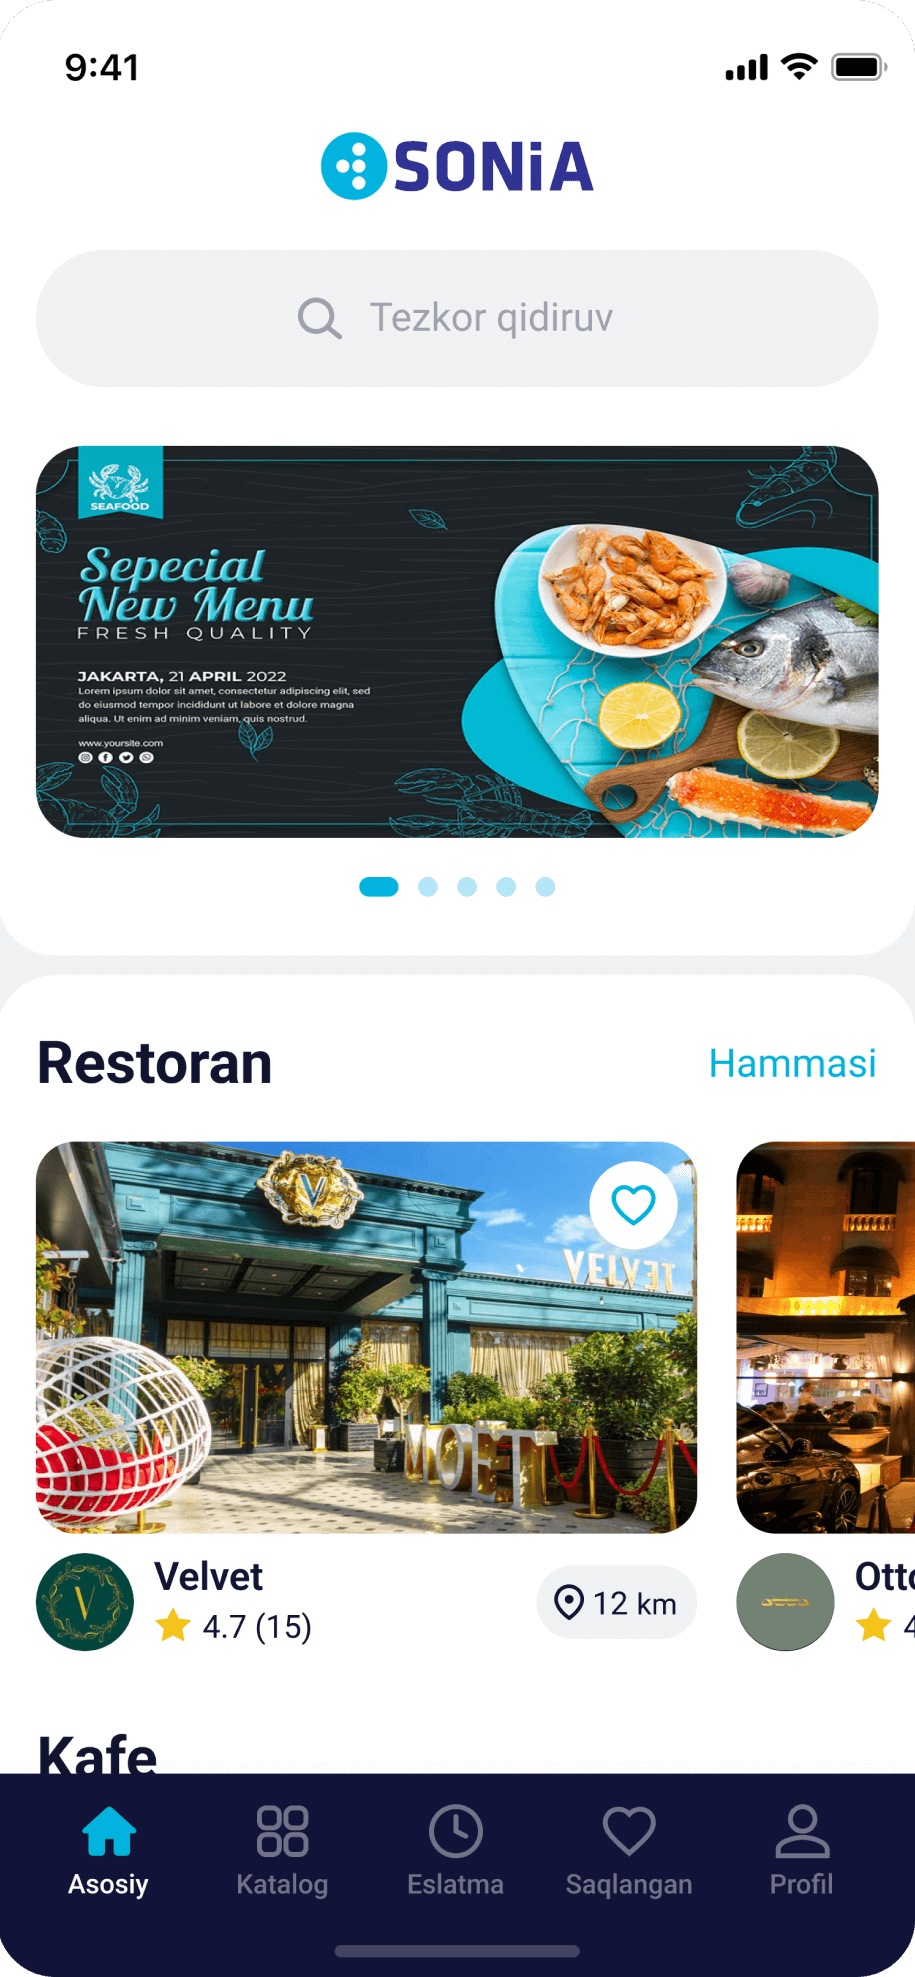 9:41
SONiA
Tezkor qidiruv
SEAFOOD
Sepecial
New Menu
FRESH QUALITY
JAKARTA, 21 APRIL 2022
Lorem ipsum dolor sit amet, consectetur adipiscing elit, sed
do eiusmod tempor incididunt ut labore et dolore magna
aliqua. Ut enim ad minim veniam, quis nostrud.
www.yoursite.com
Restoran
Hammasi
V
VELVET
MOET
V
Velvet
4.7 (15)
12 km
otto
Otto
4
Kafe
Asosiy
Katalog
Eslatma
Saqlangan
Profil